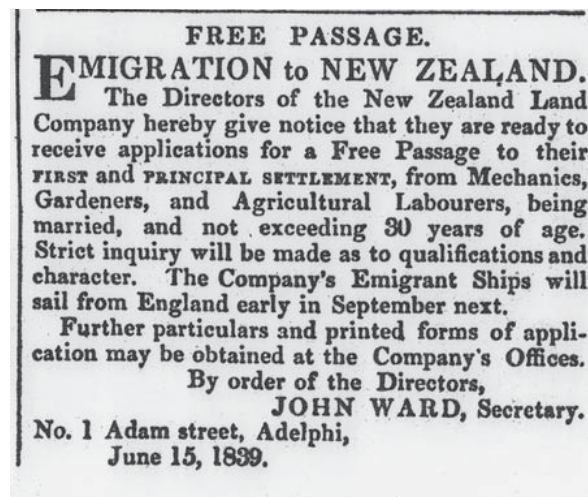 FREE PASSAGE.
EMIGRATION to NEW ZEALAND.
The Directors of the New Zealand Land
Company hereby give notice that they are ready to
receive applications for a Free Passage to their
FIRST and PRINCIPAL SETTLEMENT, from Mechanics,
Gardeners, and Agricultural Labourers, being
married, and not exceeding 30 years of age.
Strict inquiry will be made as to qualifications and
character. The Company's Emigrant Ships will
sail from England early in September next.
Further particulars and printed forms of appli-
cation may be obtained at the Company's Offices.
By order of the Directors,
JOHN WARD, Secretary.
No. 1 Adam street, Adelphi,
June 15, 1839.